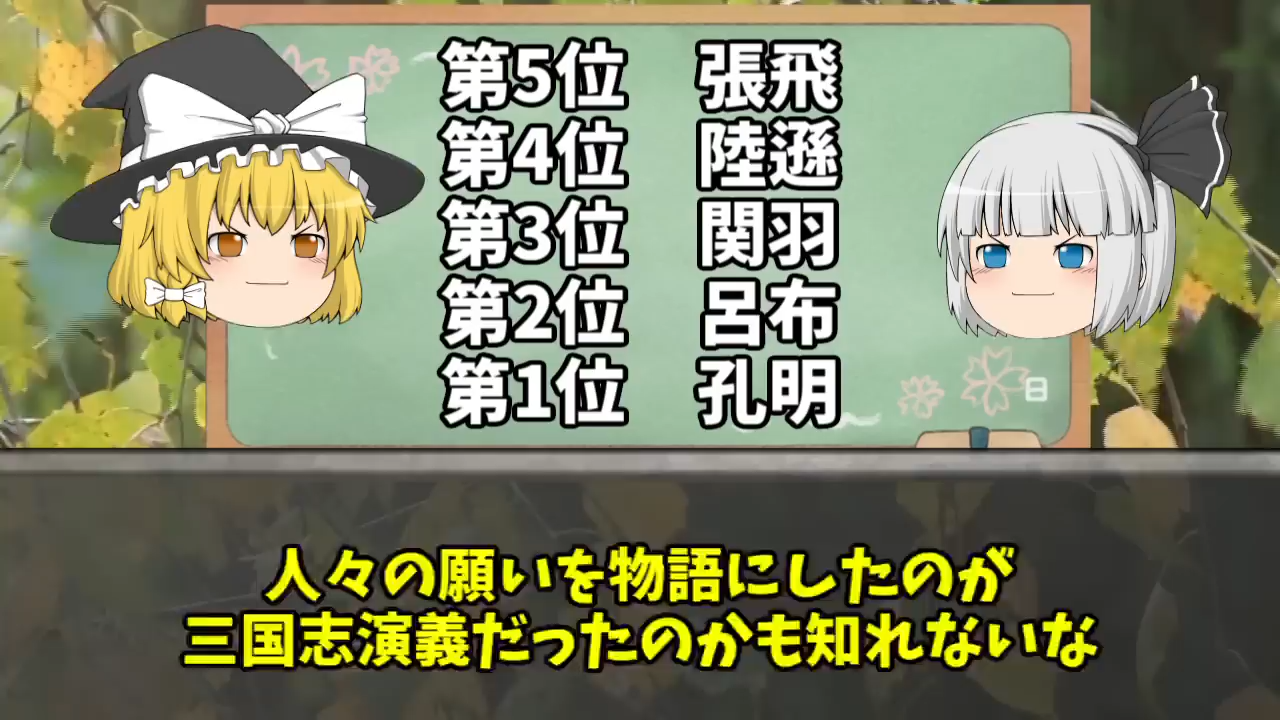 第5位 張飛
第4位 陸遜
第3位 関羽
第2位 呂布
第1位 孔明
日
人々の願いを物語にしたのが
三国志演義だったのかも知れないな